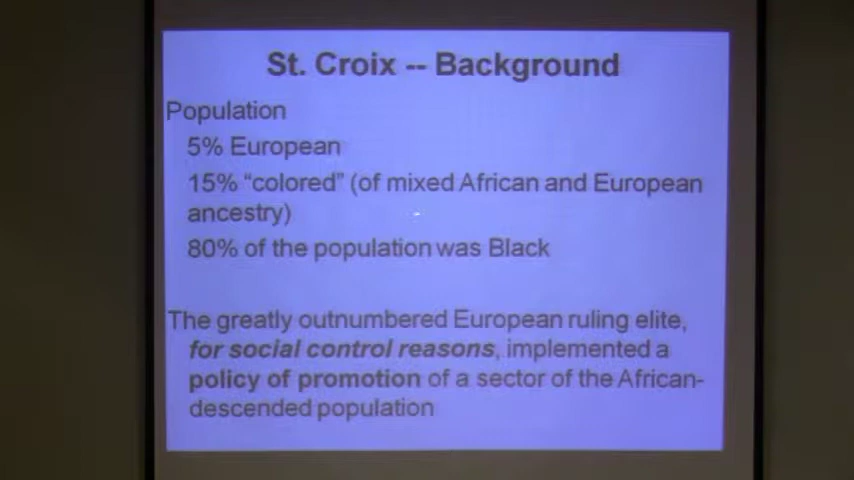 St. Croix -- Background
Population
5% European
15% “colored” (of mixed African and European
ancestry)
80% of the population was Black
The greatly outnumbered European ruling elite,
for social control reasons, implemented a
policy of promotion of a sector of the African-
descended population